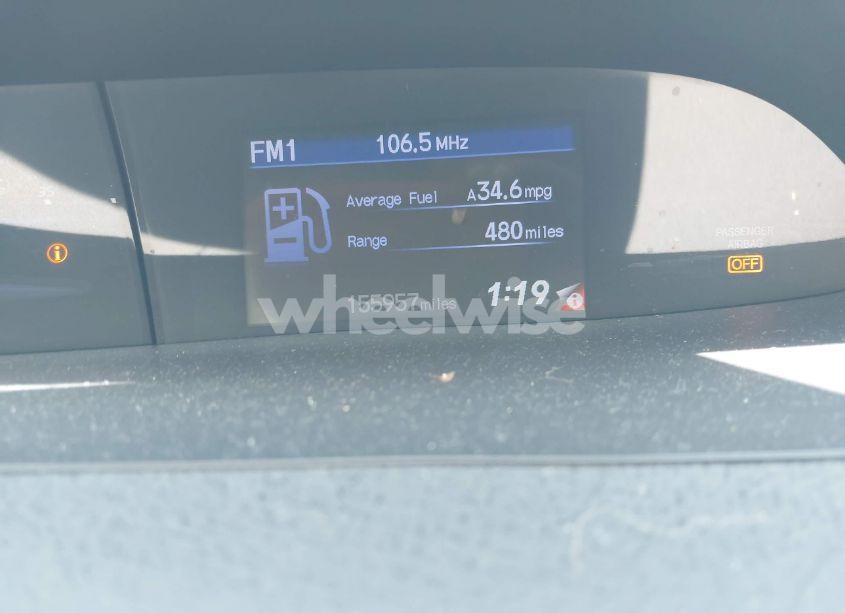 FM1 106.5 MHz
Average Fuel A 34.6 mpg
Range 480 miles
155957 miles 1:19
PASSENGER
AIRBAG
OFF
wheelwise